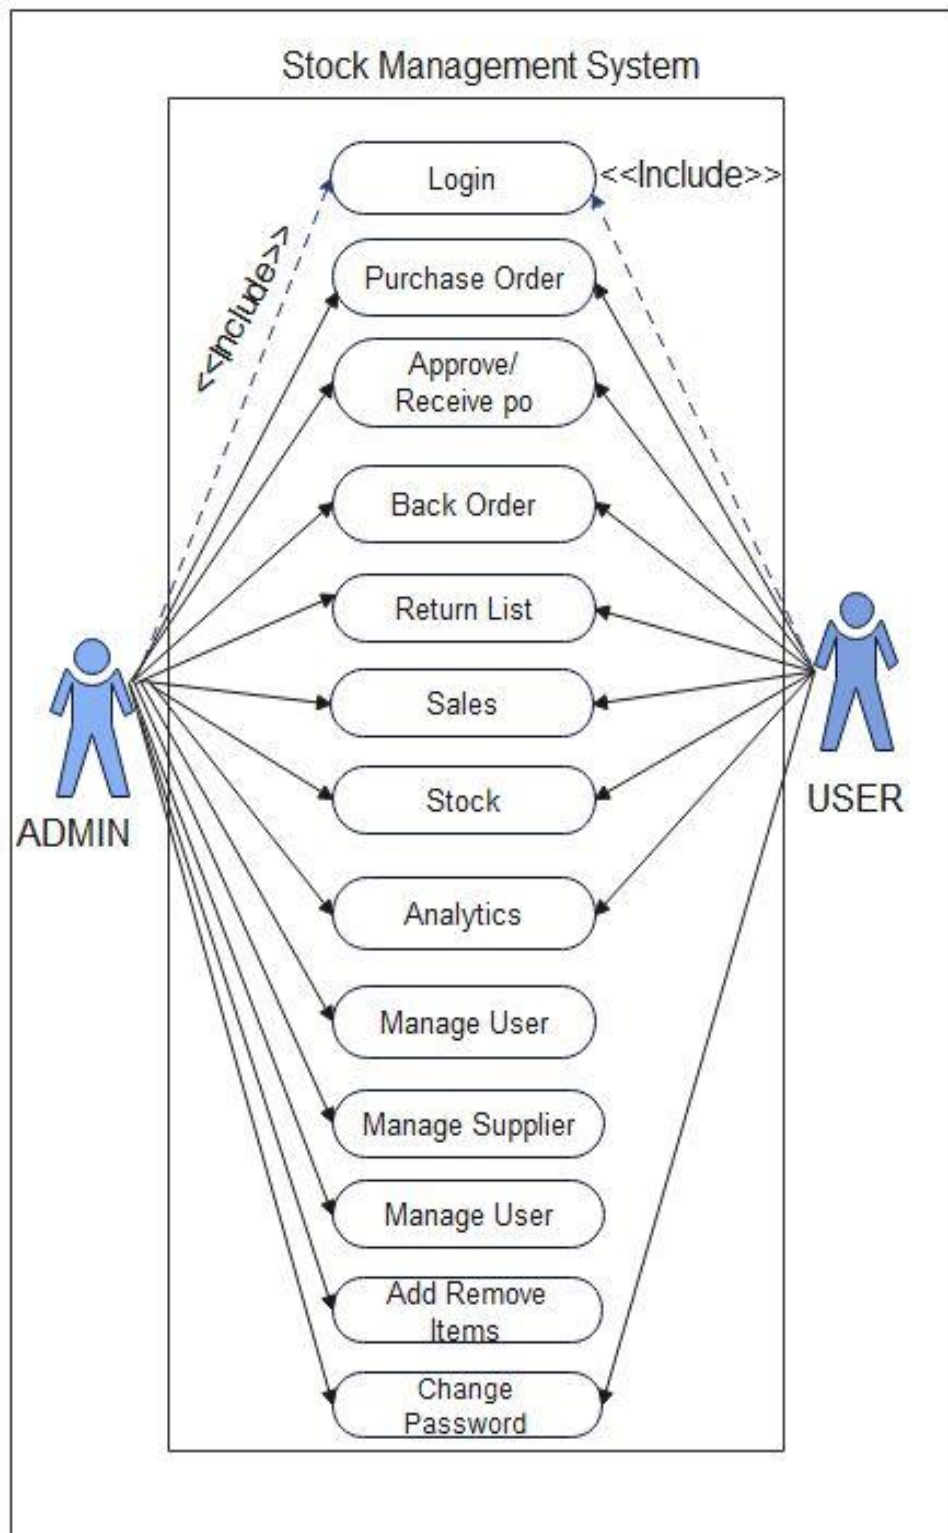 Stock Management System
Login
<<Include>>
<<Include>>
Purchase Order
Approve/
Receive po
Back Order
Return List
Sales
Stock
ADMIN
USER
Analytics
Manage User
Manage Supplier
Manage User
Add Remove
Items
Change
Password